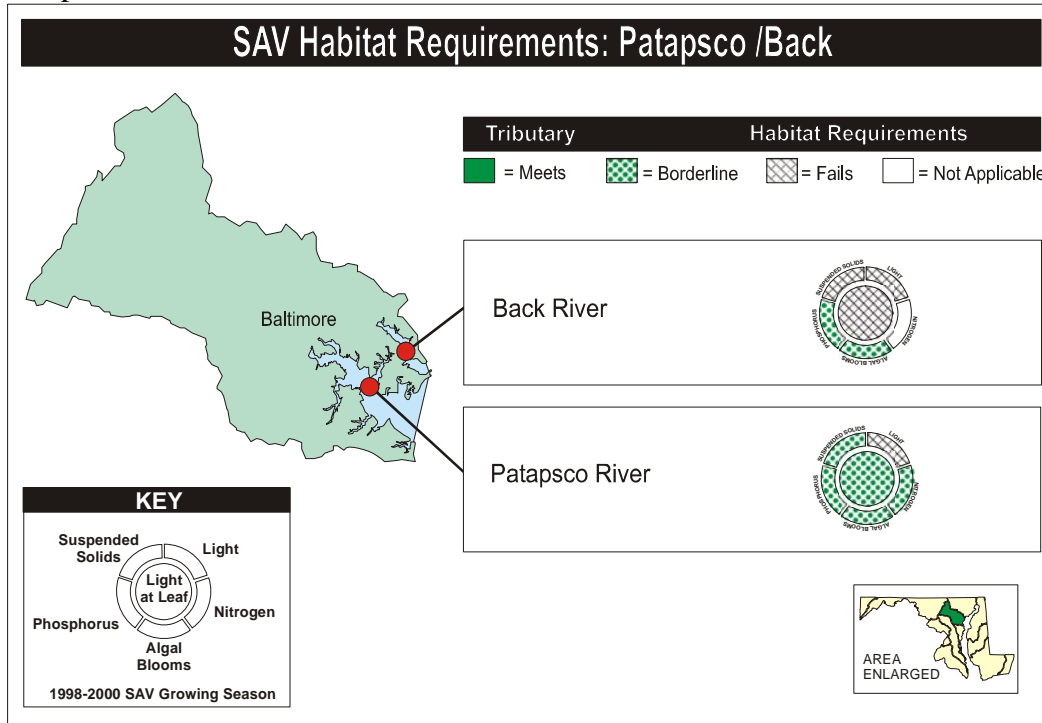 SAV Habitat Requirements: Patapsco /Back
Tributary Habitat Requirements
= Meets = Borderline = Fails = Not Applicable
Baltimore
Back River
SUSPENDED SOLIDS
LIGHT
NITROGEN
ALGAL BLOOMS
PHOSPHORUS
Patapsco River
SUSPENDED SOLIDS
LIGHT
NITROGEN
ALGAL BLOOMS
PHOSPHORUS
KEY
Suspended
Solids
Light
Light
at Leaf
Phosphorus
Nitrogen
Algal
Blooms
1998-2000 SAV Growing Season
AREA
ENLARGED